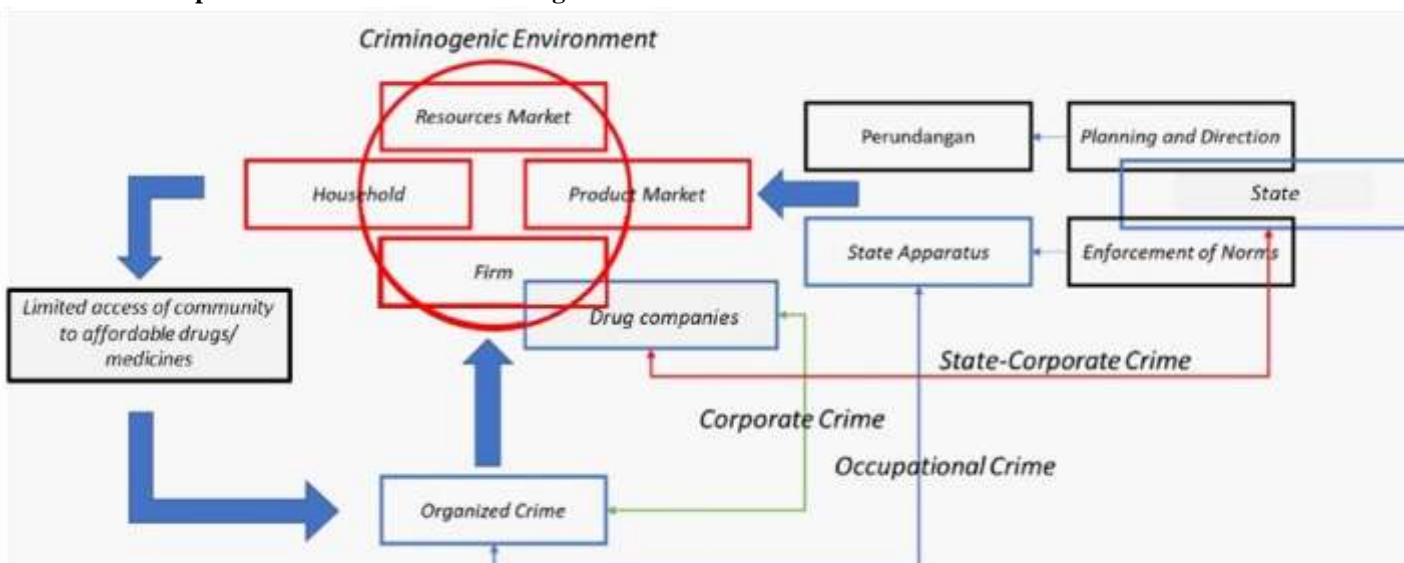 Criminogenic Environment
Resources Market
Perundangan
Planning and Direction
Household
Product Market
State
State Apparatus
Enforcement of Norms
Firm
Limited access of community
to affordable drugs/
medicines
Drug companies
State-Corporate Crime
Corporate Crime
Occupational Crime
Organized Crime